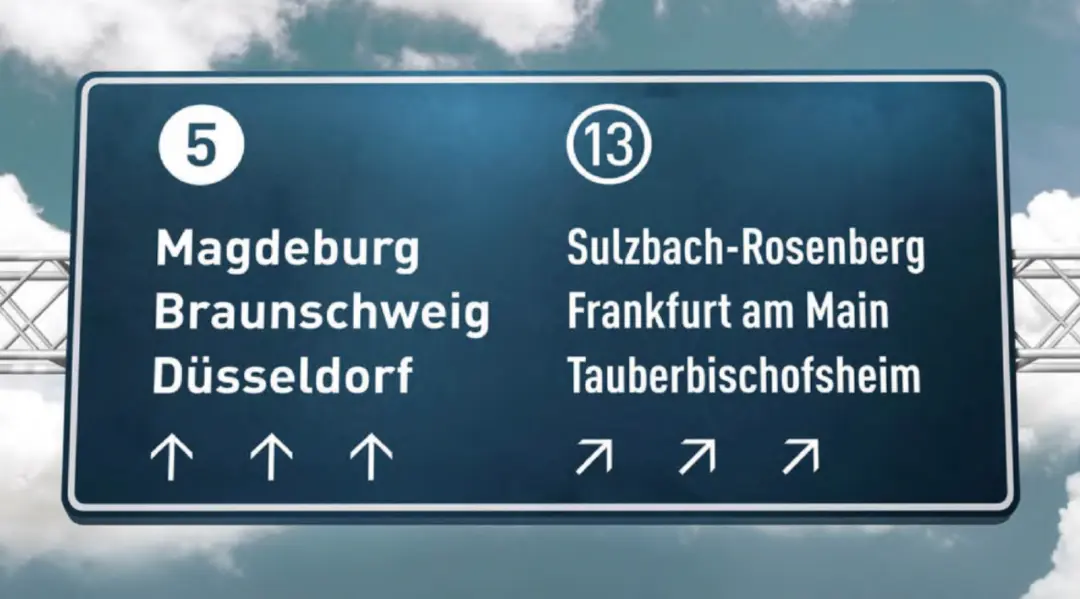 5
Magdeburg
Braunschweig
Düsseldorf
↑ ↑ ↑
13
Sulzbach-Rosenberg
Frankfurt am Main
Tauberbischofsheim
↗ ↗ ↗